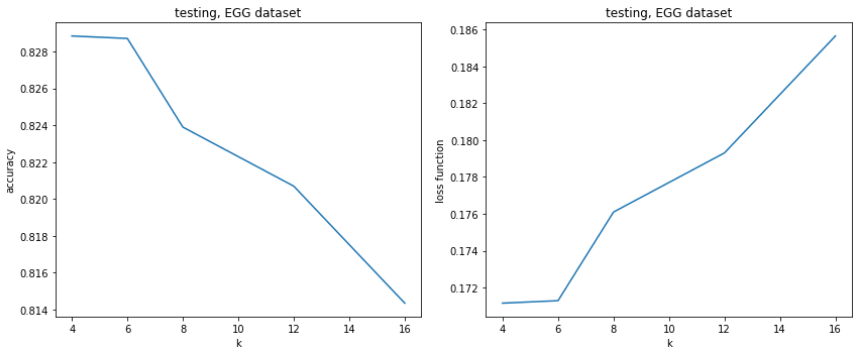 testing, EGG dataset
0.828
0.826
0.824
0.822
0.820
0.818
0.816
0.814
accuracy
4 6 8 10 12 14 16
k
testing, EGG dataset
0.186
0.184
0.182
0.180
0.178
0.176
0.174
0.172
loss function
4 6 8 10 12 14 16
k